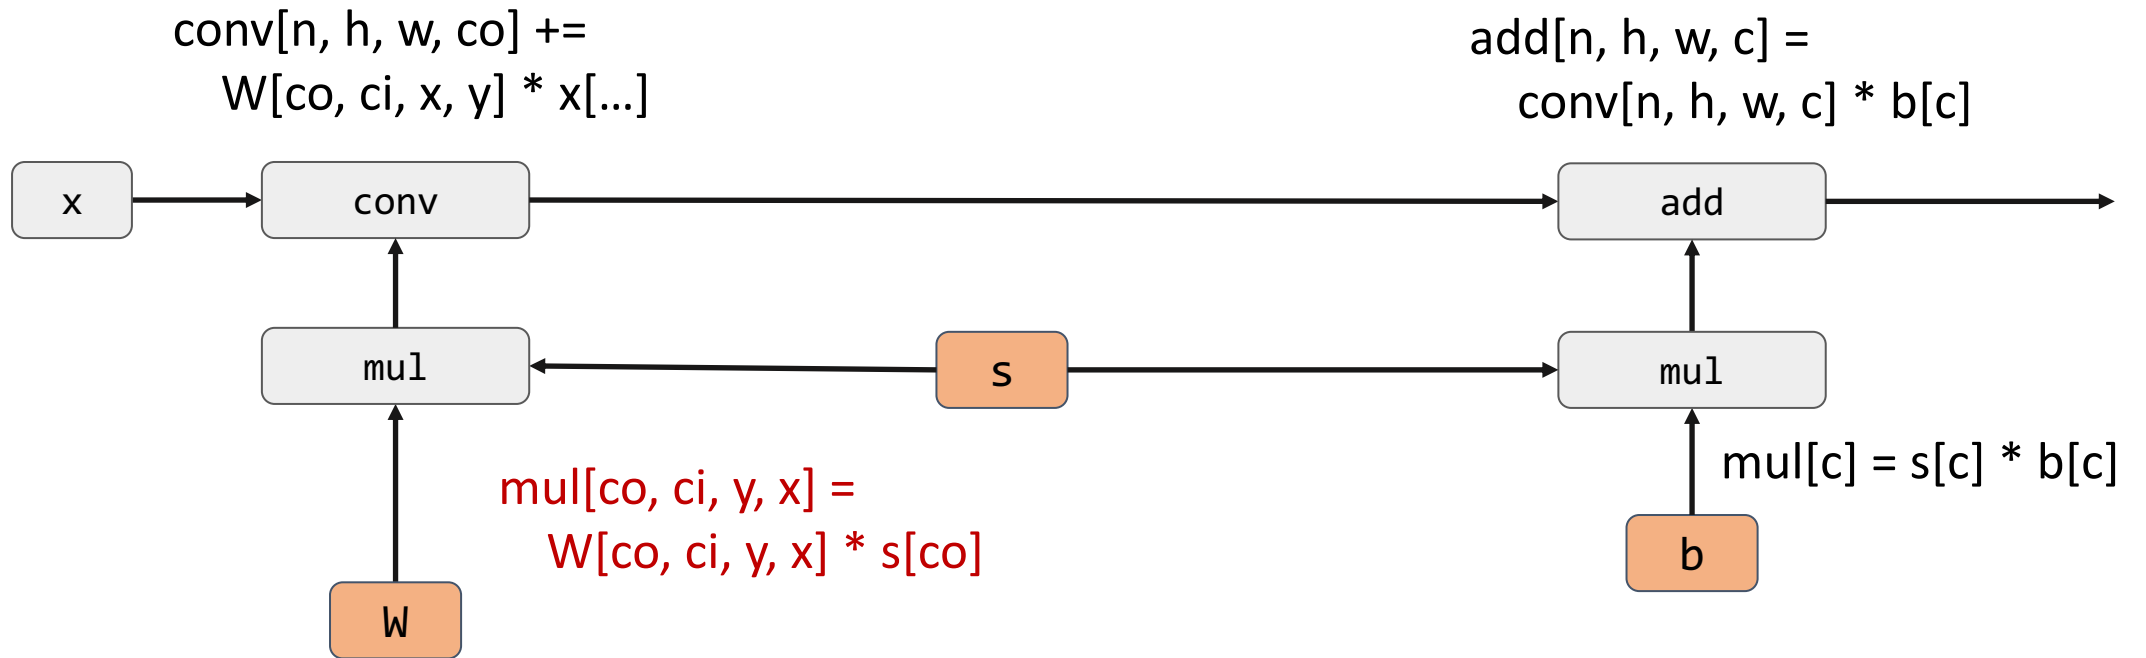 conv[n, h, w, co] +=
W[co, ci, x, y] * x[...]
add[n, h, w, c] =
conv[n, h, w, c] * b[c]
x
conv
add
mul
s
mul
mul[c] = s[c] * b[c]
mul[co, ci, y, x] =
W[co, ci, y, x] * s[co]
b
W